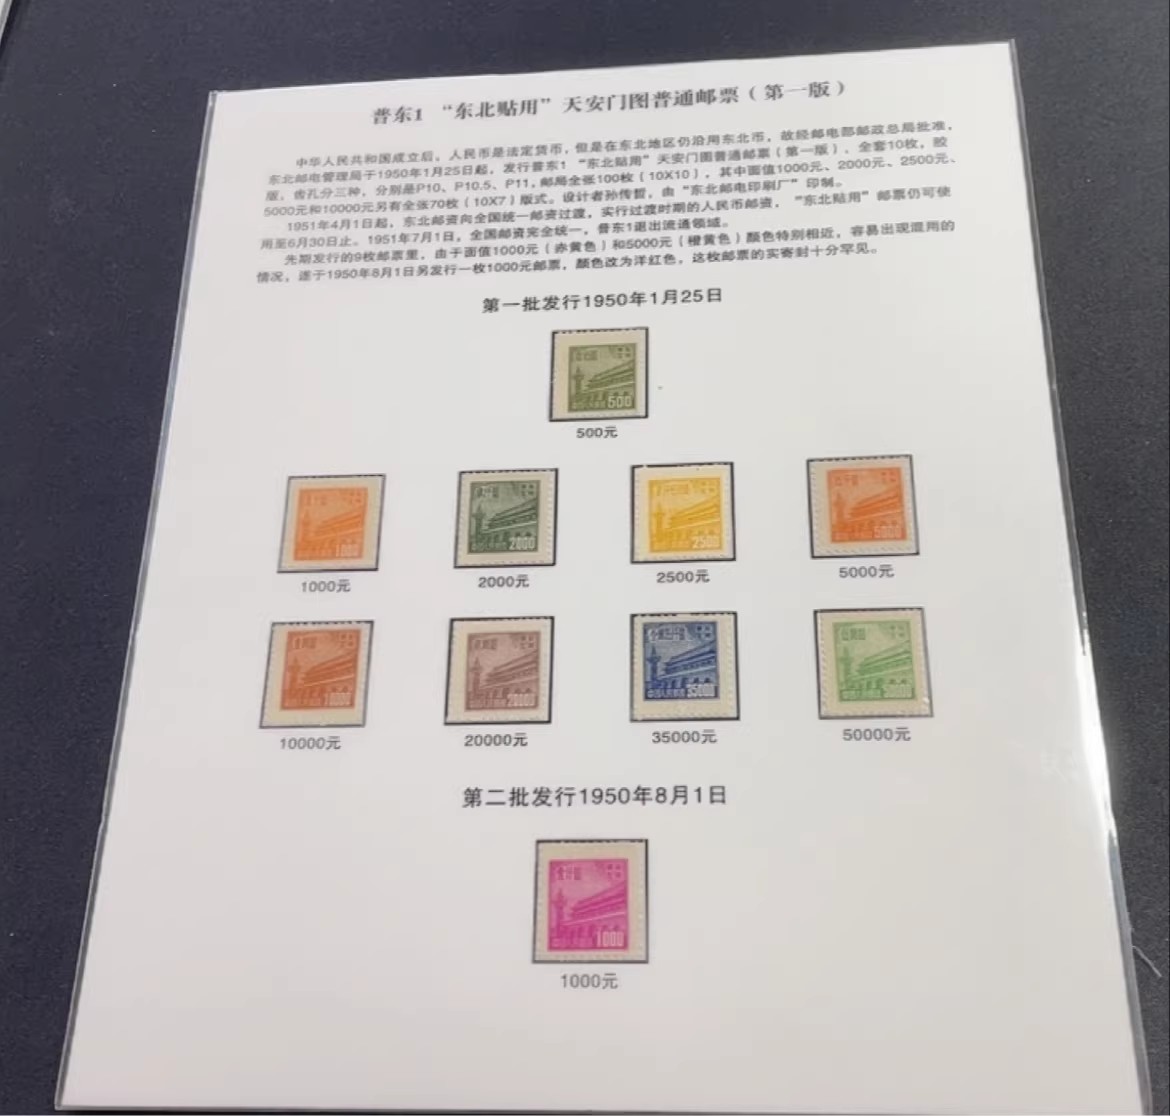 普东1 “东北贴用”天安门图普通邮票（第一版）
中华人民共和国成立后，人民币是法定货币，但是在东北地区仍沿用东北币，故经邮电部邮政总局批准，
东北邮电管理局于1950年1月25日起，发行普东1 “东北贴用”天安门图普通邮票（第一版），全套10枚，胶
版，齿孔分三种，分别是P10、P10.5、P11，邮局全张100枚（10X10），其中面值1000元、2000元、2500元、
5000元和10000元另有全张70枚（10X7）版式。设计者孙传哲，由“东北邮电印刷厂”印制。
1951年4月1日起，东北邮资向全国统一邮资过渡，实行过渡时期的人民币邮资，“东北贴用”邮票仍可使
用至6月30日止。1951年7月1日，全国邮资完全统一，普东1退出流通领域。
先期发行的9枚邮票里，由于面值1000元（赤黄色）和5000元（橙黄色）颜色特别相近，容易出现混用的
情况，遂于1950年8月1日另发行一枚1000元邮票，颜色改为洋红色，这枚邮票的实寄封十分罕见。
第一批发行1950年1月25日
500
500元
1000 2000 2500 5000
1000元 2000元 2500元 5000元
10000 20000 35000 50000
10000元 20000元 35000元 50000元
第二批发行1950年8月1日
壹仟圆
1000
1000元